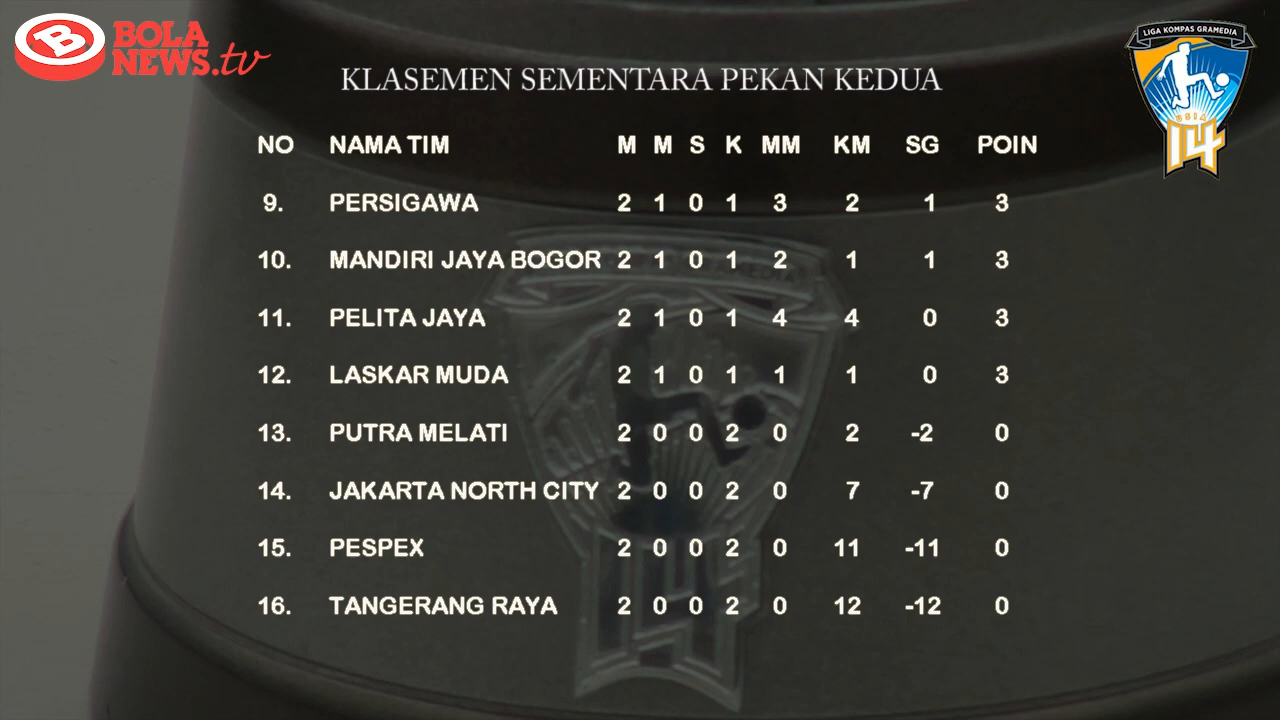 B BOLA
NEWS.tv
LIGA KOMPAS GRAMEDIA
USIA
14
KLASEMEN SEMENTARA PEKAN KEDUA
NO NAMA TIM M M S K MM KM SG POIN
9. PERSIGAWA 2 1 0 1 3 2 1 3
10. MANDIRI JAYA BOGOR 2 1 0 1 2 1 1 3
11. PELITA JAYA 2 1 0 1 4 4 0 3
12. LASKAR MUDA 2 1 0 1 1 1 0 3
13. PUTRA MELATI 2 0 0 2 0 2 -2 0
14. JAKARTA NORTH CITY 2 0 0 2 0 7 -7 0
15. PESPEX 2 0 0 2 0 11 -11 0
16. TANGERANG RAYA 2 0 0 2 0 12 -12 0